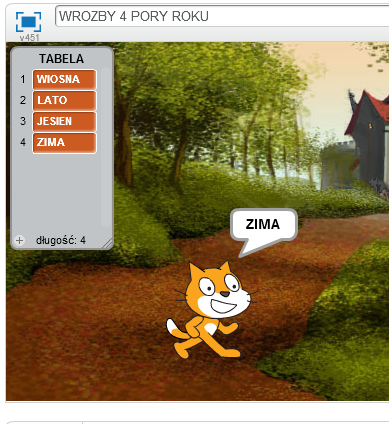 WROZBY 4 PORY ROKU
v451
TABELA
1 WIOSNA
2 LATO
3 JESIEN
4 ZIMA
+ długość: 4
ZIMA